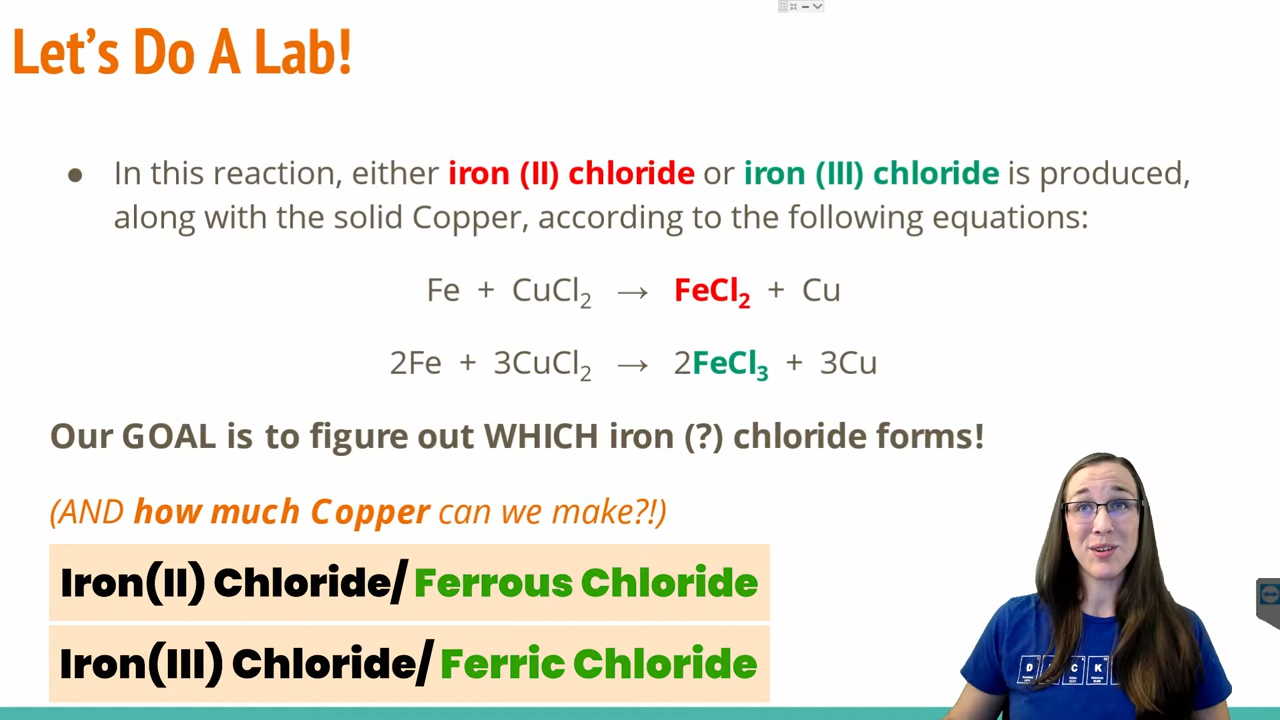 Let's Do A Lab!
● In this reaction, either iron (II) chloride or iron (III) chloride is produced,
along with the solid Copper, according to the following equations:
Fe + CuCl₂ → FeCl₂ + Cu
2Fe + 3CuCl₂ → 2FeCl₃ + 3Cu
Our GOAL is to figure out WHICH iron (?) chloride forms!
(AND how much Copper can we make?!)
Iron(II) Chloride/ Ferrous Chloride
Iron(III) Chloride/ Ferric Chloride
D C K